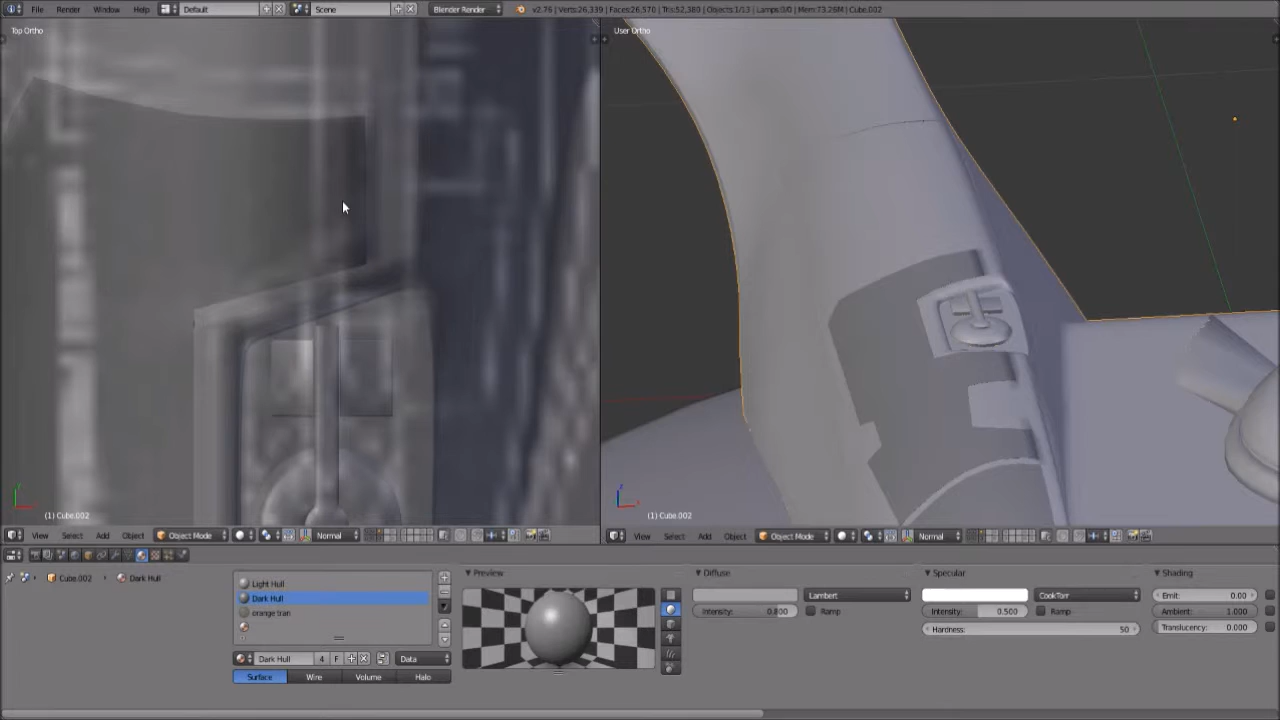 File Render Window Help Default Scene Blender Render v2.76 | Verts:26,339 | Faces:26,570 | Tris:52,380 | Objects:1/13 | Lamps:0/0 | Mem:73.26M | Cube.002
Top Ortho
User Ortho
(1) Cube.002
(1) Cube.002
View Select Add Object Object Mode Normal
View Select Add Object Object Mode Normal
Cube.002 Dark Hull
Light Hull
Dark Hull
orange tran
Dark Hull 4 F Data
Surface Wire Volume Halo
Preview
Diffuse
Lambert
Intensity: 0.800 Ramp
Specular
CookTorr
Intensity: 0.500 Ramp
Hardness: 50
Shading
Emit: 0.00
Ambient: 1.000
Translucency: 0.000